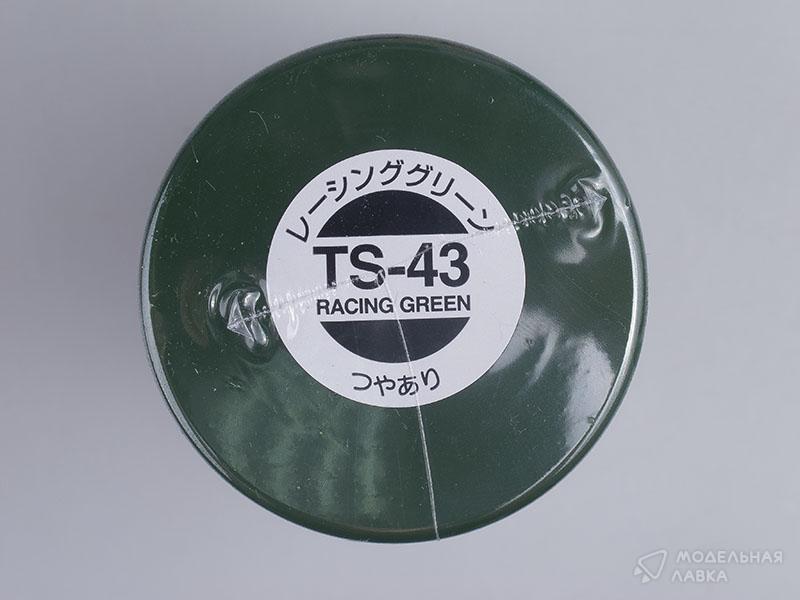 レーシンググリーン
TS-43
RACING GREEN
つやあり
МОДЕЛЬНАЯ
ЛАВКА